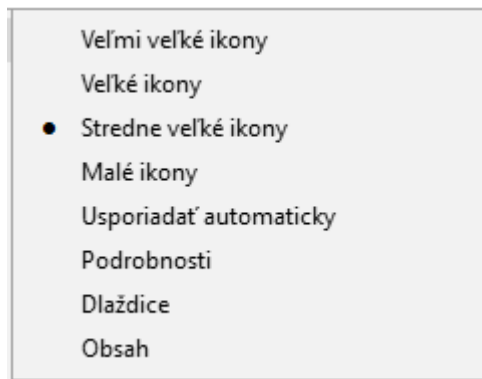 Veľmi veľké ikony
Veľké ikony
Stredne veľké ikony
Malé ikony
Usporiadať automaticky
Podrobnosti
Dlaždice
Obsah